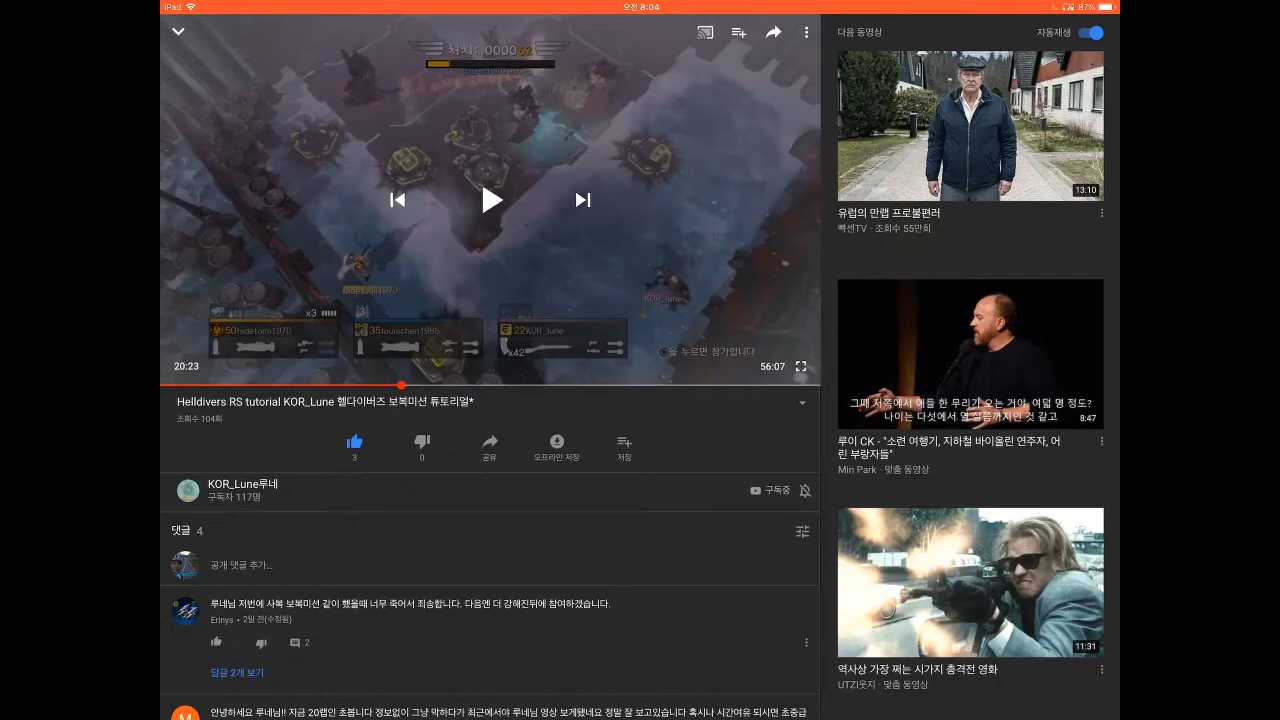 iPad
오전 8:04
87%
처치: 000062
hidetomi1970
KOR_lune
x3
150hidetomi1970
35louischen1985
22KOR_lune
x42
을 누르면 참가합니다
20:23
56:07
Helldivers RS tutorial KOR_Lune 헬다이버즈 보복미션 튜토리얼*
조회수 104회
3
0
공유
오프라인 저장
저장
KOR_Lune루네
구독자 117명
구독중
댓글 4
공개 댓글 추가...
루네님 저번에 사복 보복미션 같이 했을때 너무 죽어서 죄송합니다. 다음엔 더 강해진뒤에 참여하겠습니다.
Erinys • 2일 전(수정됨)
2
답글 2개 보기
M
안녕하세요 루네님!! 지금 20랩인 초봅니다 정보없이 그냥 막하다가 최근에서야 루네님 영상 보게됐네요 정말 잘 보고있습니다 혹시나 시간여유 되시면 초중급
다음 동영상
자동재생
13:10
유럽의 만랩 프로불편러
빡센TV · 조회수 55만회
그때 저쪽에서 애들 한 무리가 오는 거야, 여덟 명 정도?
나이는 다섯에서 열 살쯤까지인 것 같고
8:47
루이 CK - "소련 여행기, 지하철 바이올린 연주자, 어
린 부랑자들"
Min Park · 맞춤 동영상
11:31
역사상 가장 쩌는 시가지 총격전 영화
UTZI웃지 · 맞춤 동영상